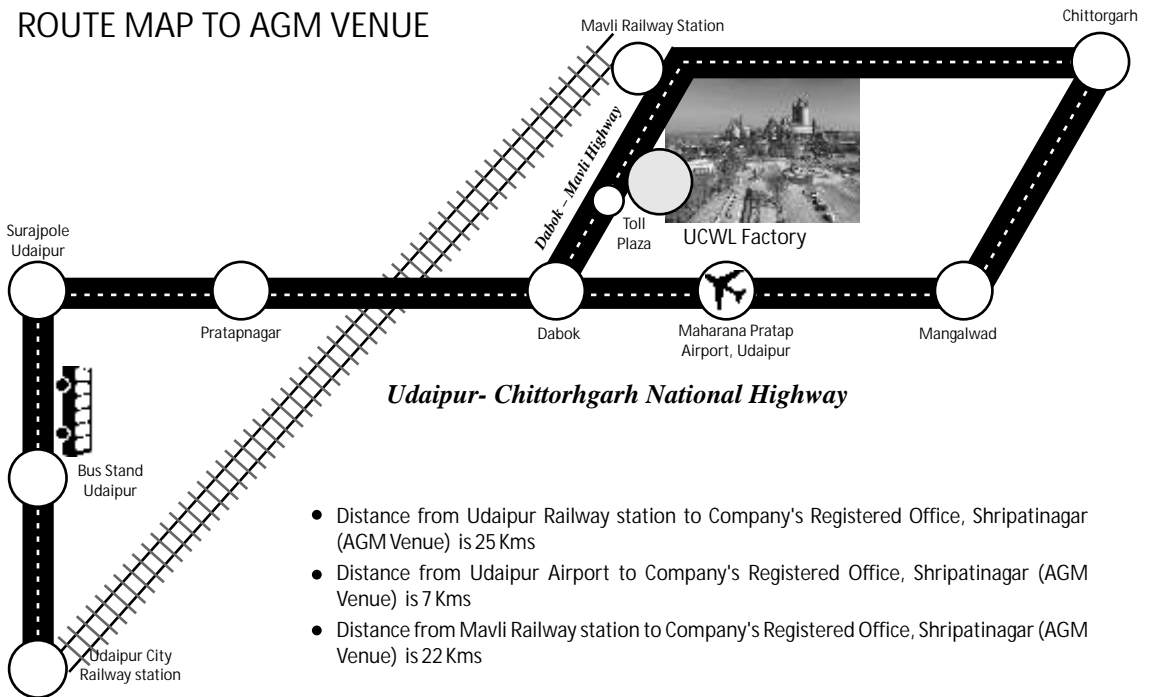 ROUTE MAP TO AGM VENUE
Mavli Railway Station
Chittorgarh
Dabok – Mavli Highway
Toll
Plaza
UCWL Factory
Surajpole
Udaipur
Pratapnagar
Dabok
Maharana Pratap
Airport, Udaipur
Mangalwad
Udaipur- Chittorhgarh National Highway
Bus Stand
Udaipur
Udaipur City
Railway station
• Distance from Udaipur Railway station to Company's Registered Office, Shripatinagar
(AGM Venue) is 25 Kms
• Distance from Udaipur Airport to Company's Registered Office, Shripatinagar (AGM
Venue) is 7 Kms
• Distance from Mavli Railway station to Company's Registered Office, Shripatinagar (AGM
Venue) is 22 Kms